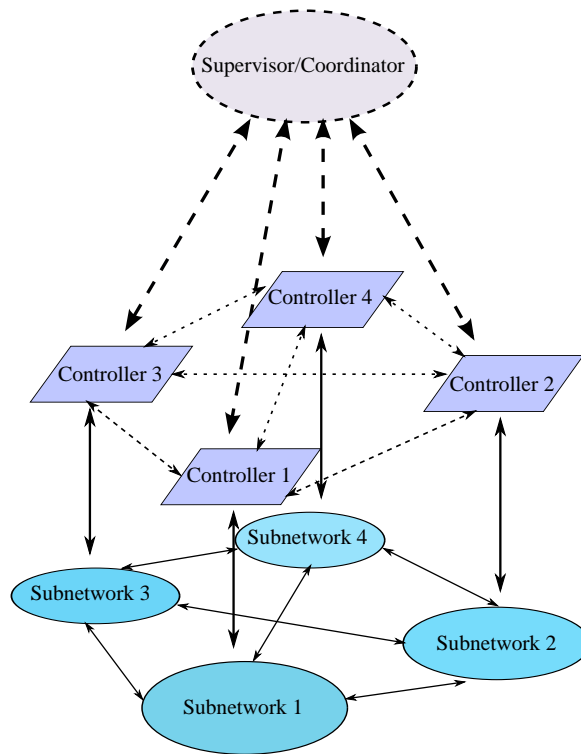 Supervisor/Coordinator
Controller 4
Controller 3
Controller 2
Controller 1
Subnetwork 4
Subnetwork 3
Subnetwork 2
Subnetwork 1